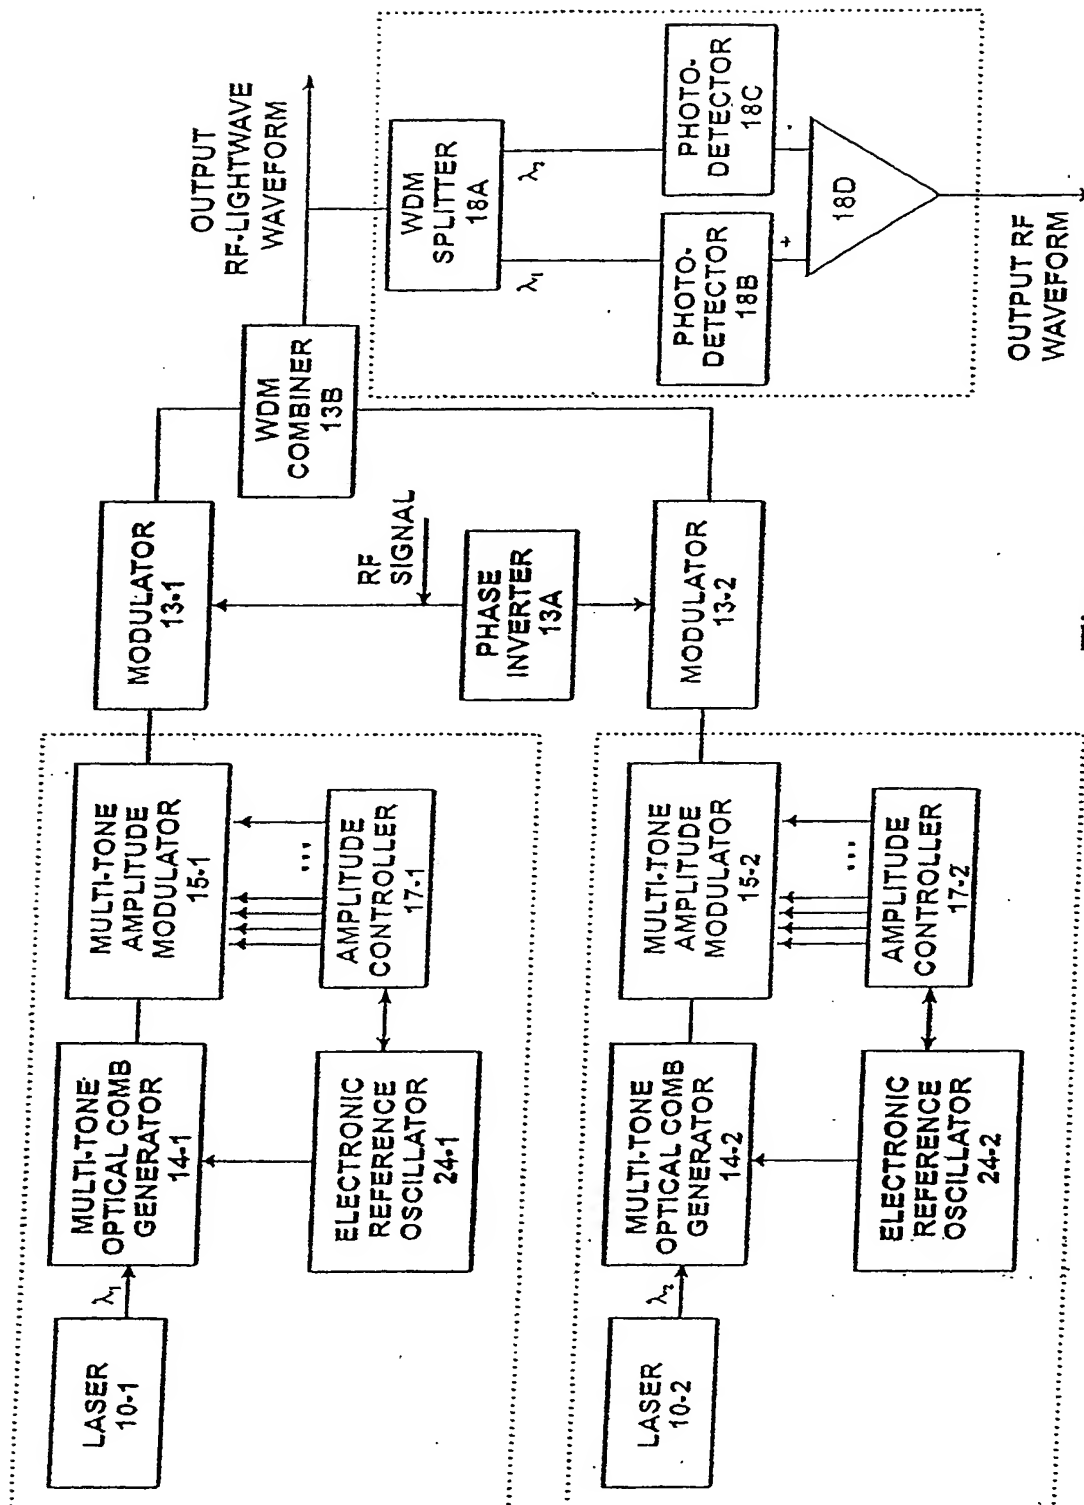 LASER
10-1
λ₁
MULTI-TONE
OPTICAL COMB
GENERATOR
14-1
MULTI-TONE
AMPLITUDE
MODULATOR
15-1
ELECTRONIC
REFERENCE
OSCILLATOR
24-1
AMPLITUDE
CONTROLLER
17-1
...
MODULATOR
13-1
RF
SIGNAL
PHASE
INVERTER
13A
WDM
COMBINER
13B
OUTPUT
RF-LIGHTWAVE
WAVEFORM
LASER
10-2
λ₂
MULTI-TONE
OPTICAL COMB
GENERATOR
14-2
MULTI-TONE
AMPLITUDE
MODULATOR
15-2
ELECTRONIC
REFERENCE
OSCILLATOR
24-2
AMPLITUDE
CONTROLLER
17-2
...
MODULATOR
13-2
WDM
SPLITTER
18A
λ₁
λ₂
PHOTO-
DETECTOR
18B
PHOTO-
DETECTOR
18C
+
18D
OUTPUT RF
WAVEFORM